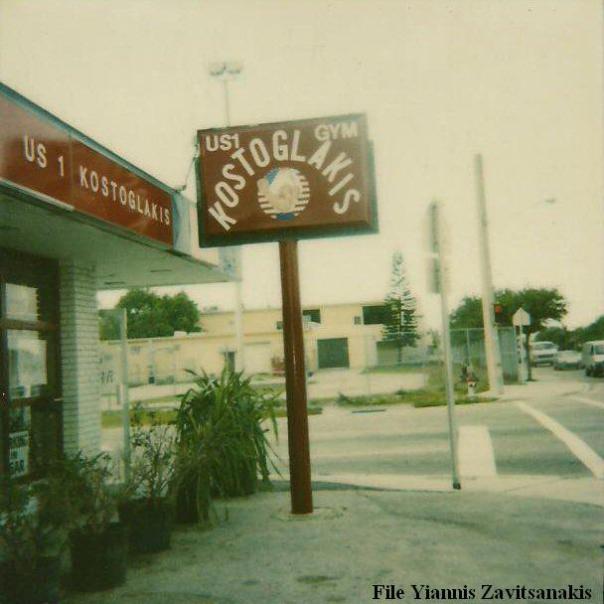 US 1 KOSTOGLAKIS
US1 GYM
KOSTOGLAKIS
File Yiannis Zavitsanakis